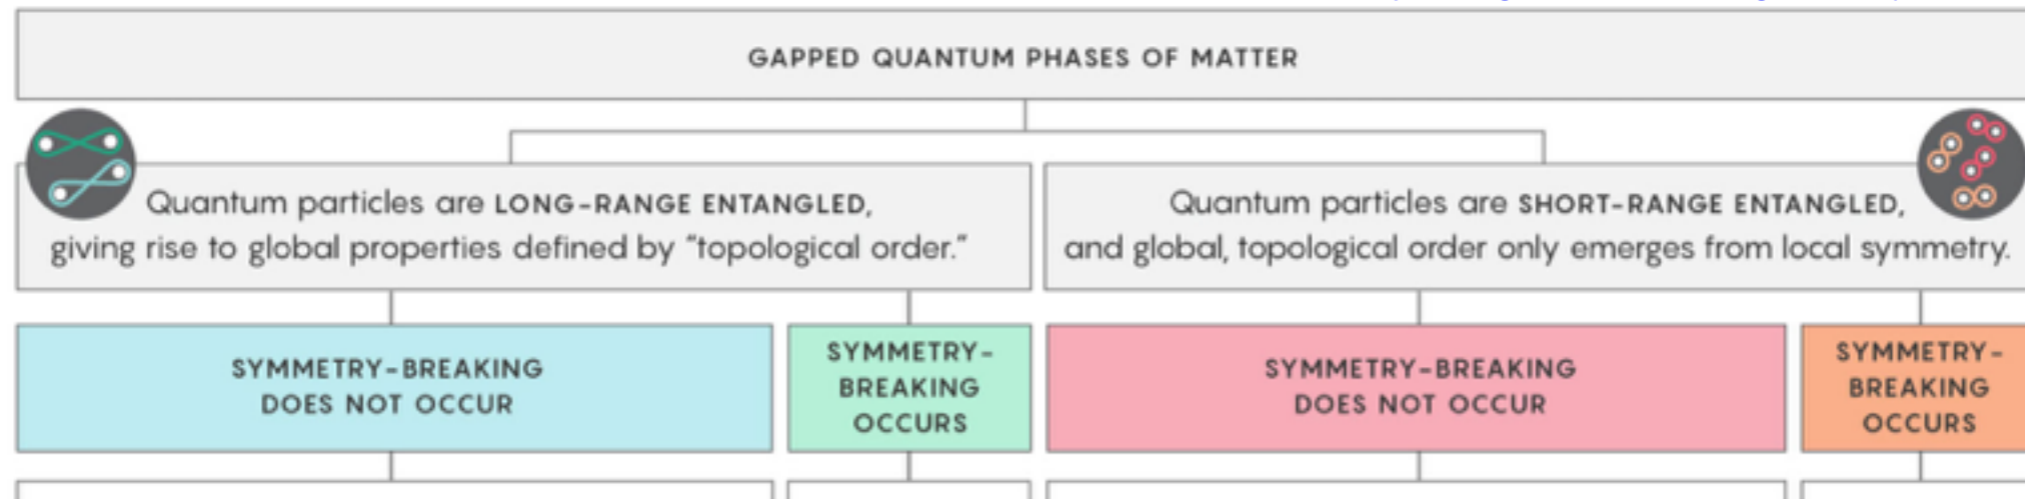 GAPPED QUANTUM PHASES OF MATTER
Quantum particles are LONG-RANGE ENTANGLED,
giving rise to global properties defined by “topological order.”
Quantum particles are SHORT-RANGE ENTANGLED,
and global, topological order only emerges from local symmetry.
SYMMETRY-BREAKING
DOES NOT OCCUR
SYMMETRY-
BREAKING
OCCURS
SYMMETRY-BREAKING
DOES NOT OCCUR
SYMMETRY-
BREAKING
OCCURS